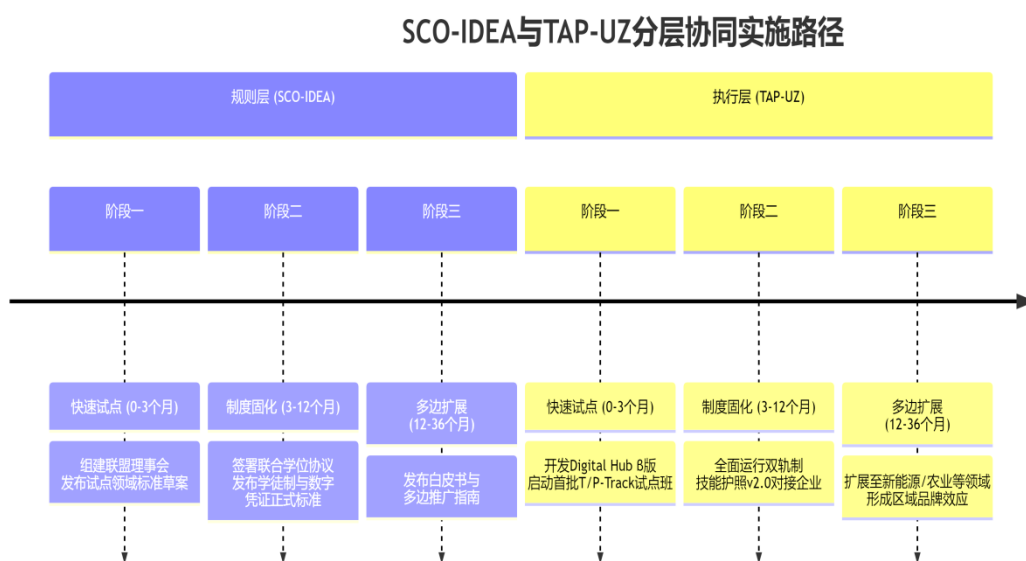 SCO-IDEA与TAP-UZ分层协同实施路径
规则层 (SCO-IDEA)
执行层 (TAP-UZ)
阶段一
阶段二
阶段三
阶段一
阶段二
阶段三
快速试点 (0-3个月)
制度固化 (3-12个月)
多边扩展
(12-36个月)
快速试点 (0-3个月)
制度固化 (3-12个月)
多边扩展
(12-36个月)
组建联盟理事会
发布试点领域标准草案
签署联合学位协议
发布学徒制与数字
凭证正式标准
发布白皮书与
多边推广指南
开发Digital Hub β版
启动首批T/P-Track试点班
全面运行双轨制
技能护照v2.0对接企业
扩展至新能源/农业等领域
形成区域品牌效应